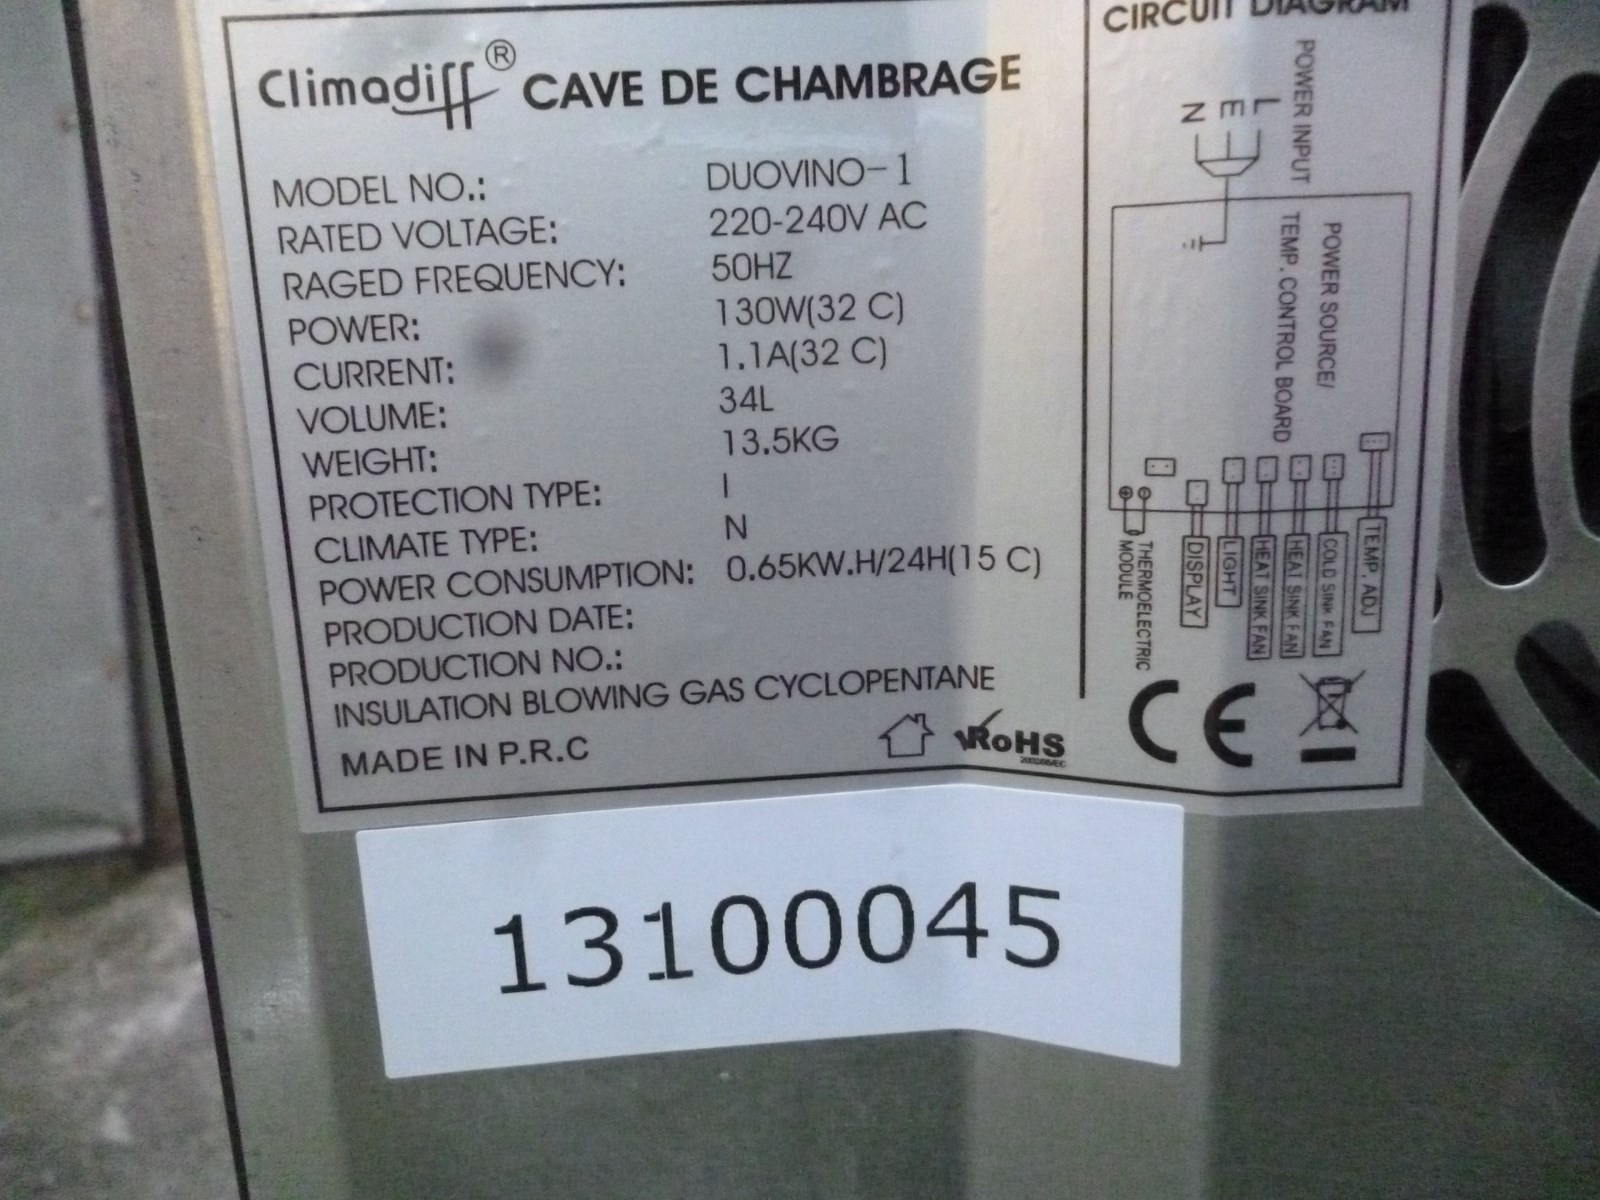 Climadiff® CAVE DE CHAMBRAGE
MODEL NO.: DUOVINO-1
RATED VOLTAGE: 220-240V AC
RAGED FREQUENCY: 50HZ
POWER: 130W(32 C)
CURRENT: 1.1A(32 C)
VOLUME: 34L
WEIGHT: 13.5KG
PROTECTION TYPE: I
CLIMATE TYPE: N
POWER CONSUMPTION: 0.65KW.H/24H(15 C)
PRODUCTION DATE:
PRODUCTION NO.:
INSULATION BLOWING GAS CYCLOPENTANE
MADE IN P.R.C
RoHS
CE
CIRCUIT DIAGRAM
POWER INPUT
L
E
N
POWER SOURCE/
TEMP. CONTROL BOARD
TEMP. ADJ
COLD SINK FAN
HEAT SINK FAN
HEAT SINK FAN
LIGHT
DISPLAY
THERMOELECTRIC
MODULE
13100045